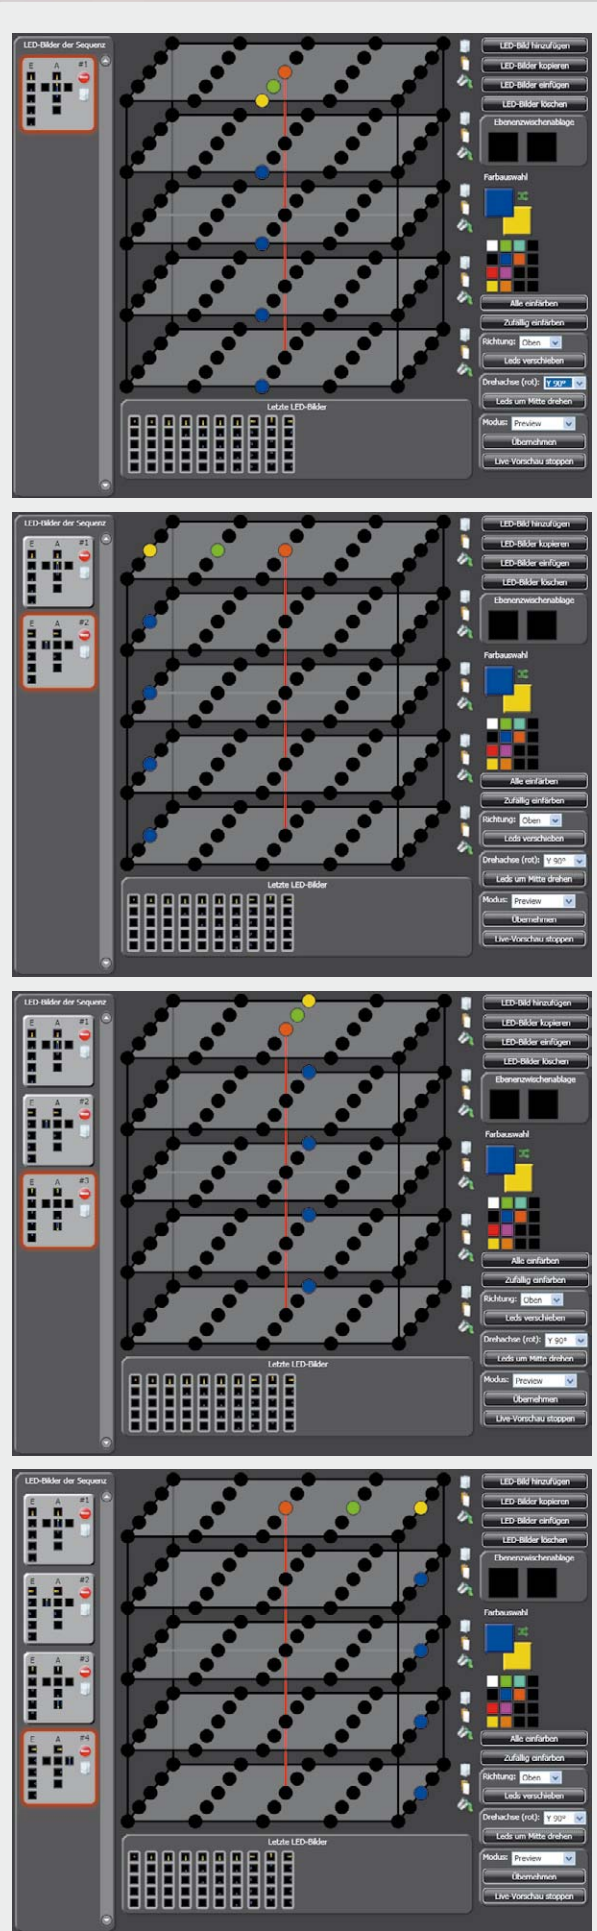 LED-Bilder der Sequenz
E A #1
LED-Bild hinzufügen
LED-Bilder kopieren
LED-Bilder einfügen
LED-Bilder löschen
Ebenenzwischenablage
Farbauswahl
Alle einfärben
Zufällig einfärben
Richtung: Oben
Leds verschieben
Drehachse (rot): Y 90°
Leds um Mitte drehen
Modus: Preview
Übernehmen
Live-Vorschau stoppen
Letzte LED-Bilder
LED-Bilder der Sequenz
E A #1
E A #2
LED-Bild hinzufügen
LED-Bilder kopieren
LED-Bilder einfügen
LED-Bilder löschen
Ebenenzwischenablage
Farbauswahl
Alle einfärben
Zufällig einfärben
Richtung: Oben
Leds verschieben
Drehachse (rot): Y 90°
Leds um Mitte drehen
Modus: Preview
Übernehmen
Live-Vorschau stoppen
Letzte LED-Bilder
LED-Bilder der Sequenz
E A #1
E A #2
E A #3
LED-Bild hinzufügen
LED-Bilder kopieren
LED-Bilder einfügen
LED-Bilder löschen
Ebenenzwischenablage
Farbauswahl
Alle einfärben
Zufällig einfärben
Richtung: Oben
Leds verschieben
Drehachse (rot): Y 90°
Leds um Mitte drehen
Modus: Preview
Übernehmen
Live-Vorschau stoppen
Letzte LED-Bilder
LED-Bilder der Sequenz
E A #1
E A #2
E A #3
E A #4
LED-Bild hinzufügen
LED-Bilder kopieren
LED-Bilder einfügen
LED-Bilder löschen
Ebenenzwischenablage
Farbauswahl
Alle einfärben
Zufällig einfärben
Richtung: Oben
Leds verschieben
Drehachse (rot): Y 90°
Leds um Mitte drehen
Modus: Preview
Übernehmen
Live-Vorschau stoppen
Letzte LED-Bilder